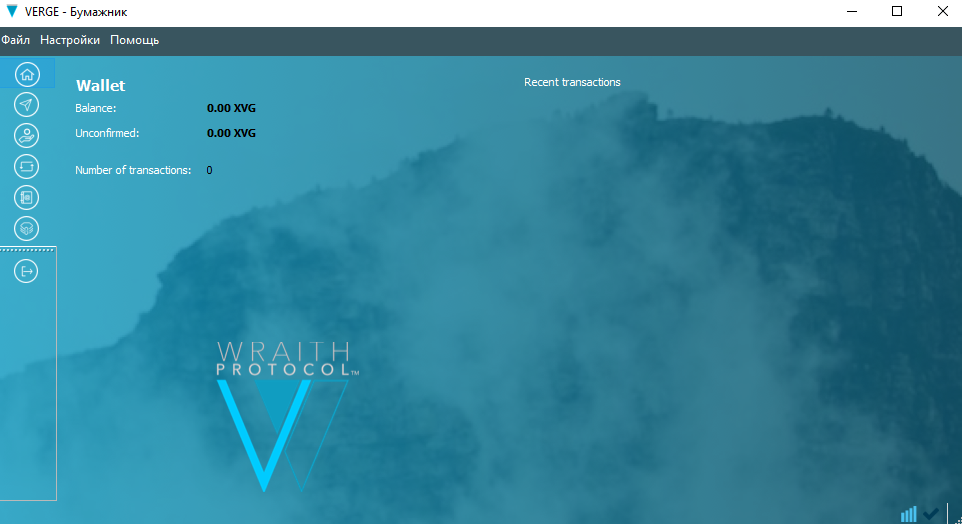 VERGE - Бумажник
Файл Настройки Помощь
Wallet
Recent transactions
Balance: 0.00 XVG
Unconfirmed: 0.00 XVG
Number of transactions: 0
WRAITH
PROTOCOL™